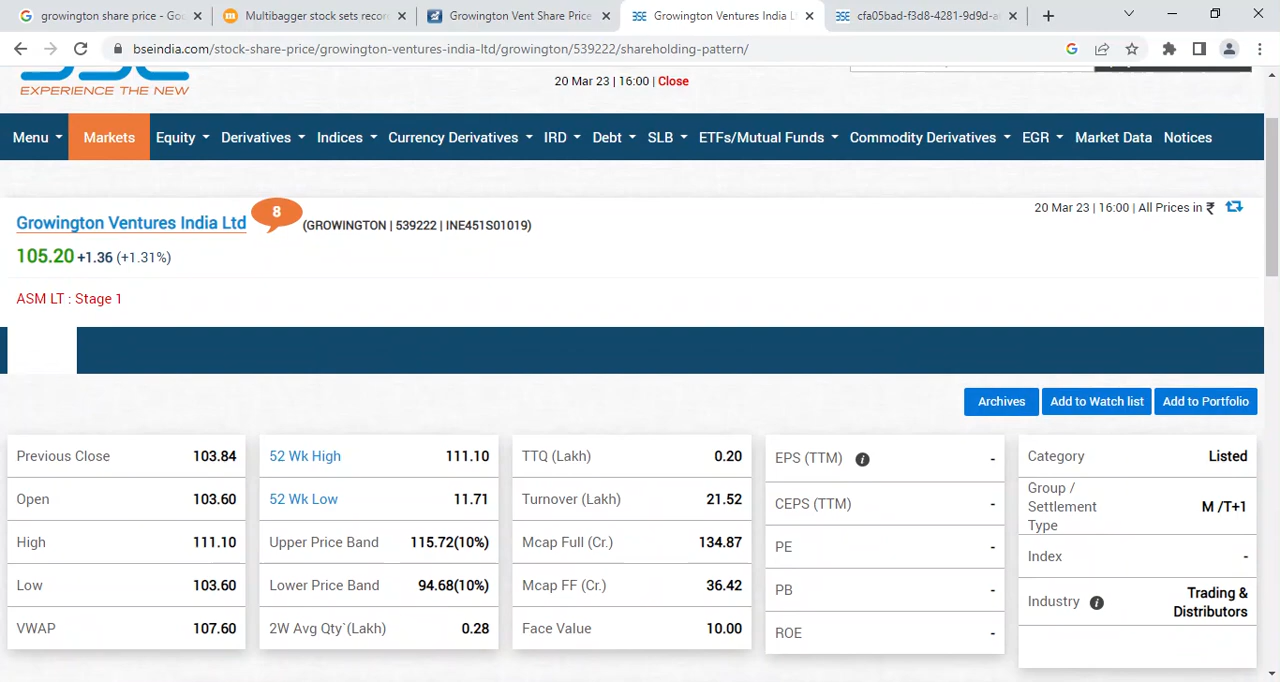 growington share price - Goo
Multibagger stock sets recor
Growington Vent Share Price
Growington Ventures India L
cfa05bad-f3d8-4281-9d9d-a
bseindia.com/stock-share-price/growington-ventures-india-ltd/growington/539222/shareholding-pattern/
EXPERIENCE THE NEW
20 Mar 23 | 16:00 | Close
Menu Markets Equity Derivatives Indices Currency Derivatives IRD Debt SLB ETFs/Mutual Funds Commodity Derivatives EGR Market Data Notices
Growington Ventures India Ltd 8 (GROWINGTON | 539222 | INE451S01019)
20 Mar 23 | 16:00 | All Prices in ₹
105.20 +1.36 (+1.31%)
ASM LT : Stage 1
Archives Add to Watch list Add to Portfolio
Previous Close 103.84
Open 103.60
High 111.10
Low 103.60
VWAP 107.60
52 Wk High 111.10
52 Wk Low 11.71
Upper Price Band 115.72(10%)
Lower Price Band 94.68(10%)
2W Avg Qty`(Lakh) 0.28
TTQ (Lakh) 0.20
Turnover (Lakh) 21.52
Mcap Full (Cr.) 134.87
Mcap FF (Cr.) 36.42
Face Value 10.00
EPS (TTM) -
CEPS (TTM) -
PE -
PB -
ROE -
Category Listed
Group /
Settlement M /T+1
Type
Index -
Industry Trading &
Distributors